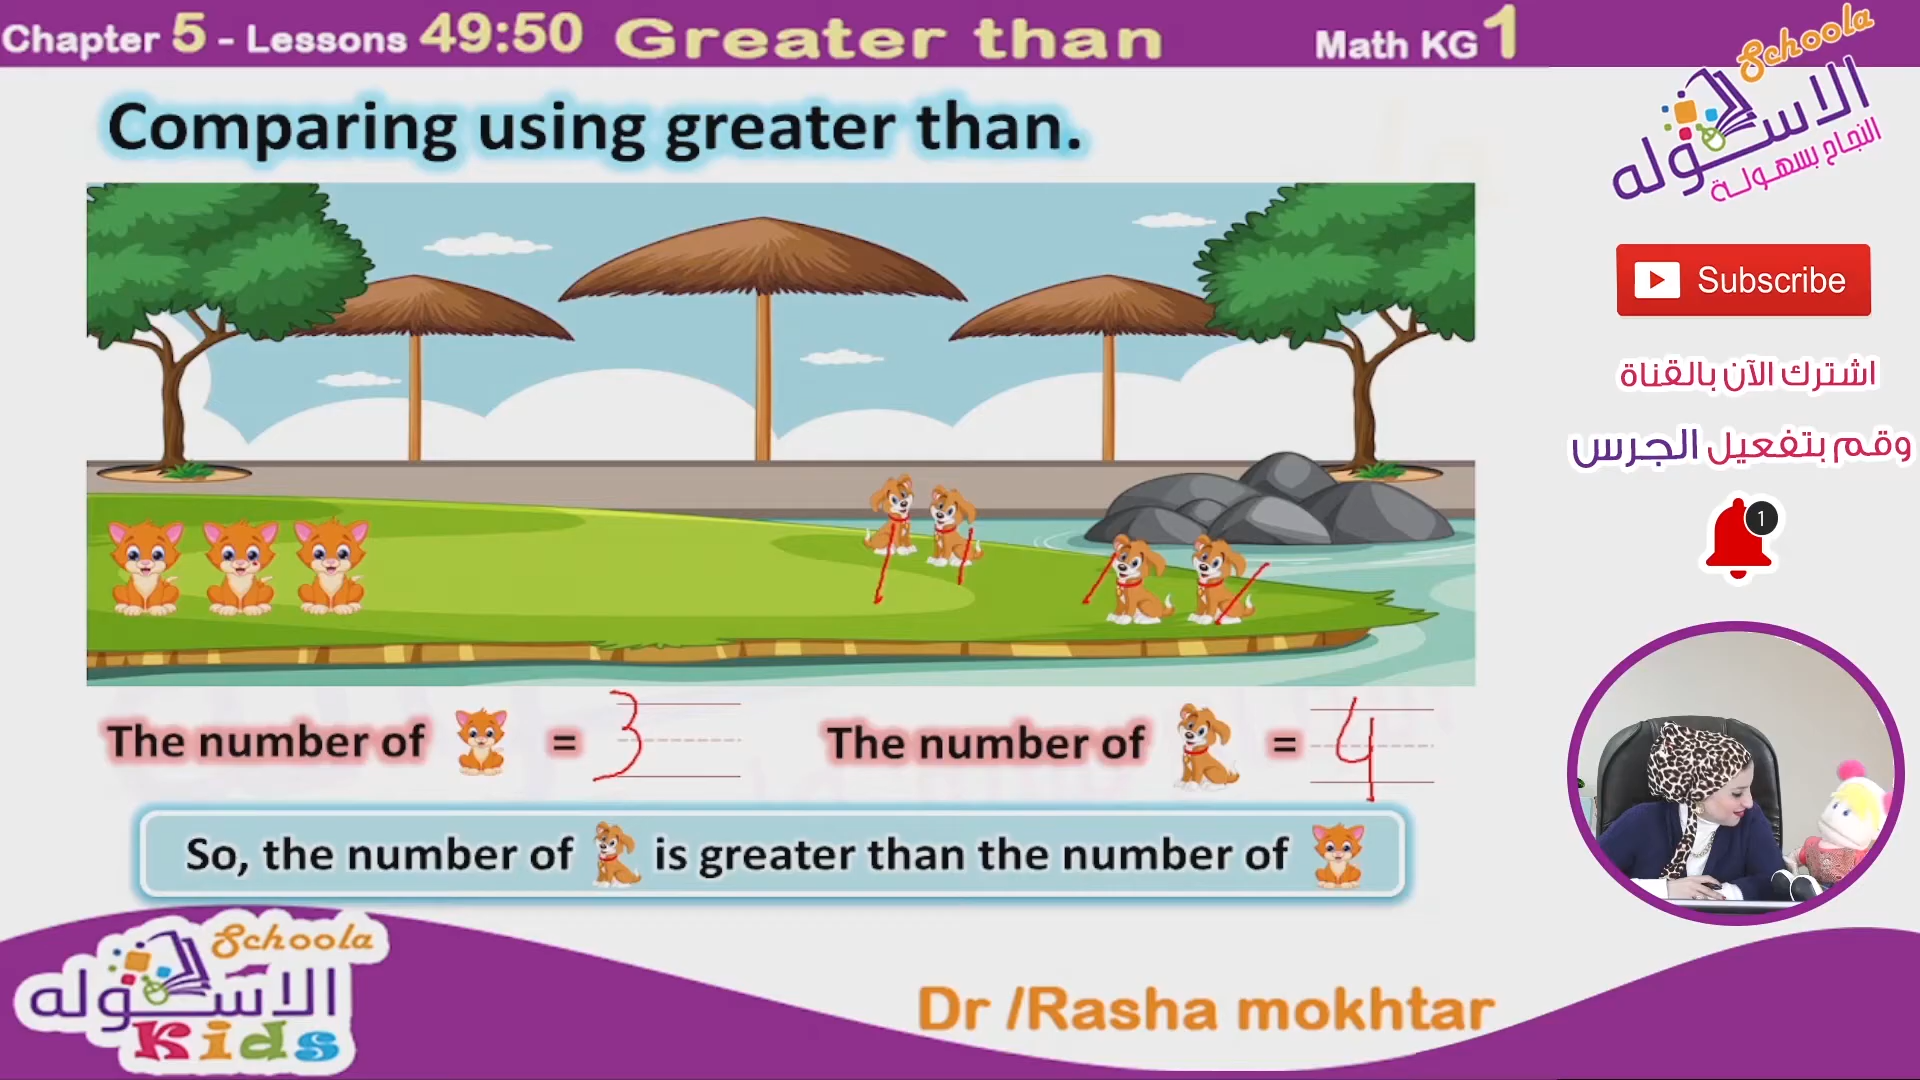 Chapter 5 - Lessons 49:50 Greater than Math KG 1
Schoola
الاسكوله
النجاح بسهولة
Comparing using greater than.
Subscribe
اشترك الآن بالقناة
وقم بتفعيل الجرس
1
The number of = 3 The number of = 4
So, the number of is greater than the number of
Schoola
الاسكوله
Kids
Dr /Rasha mokhtar